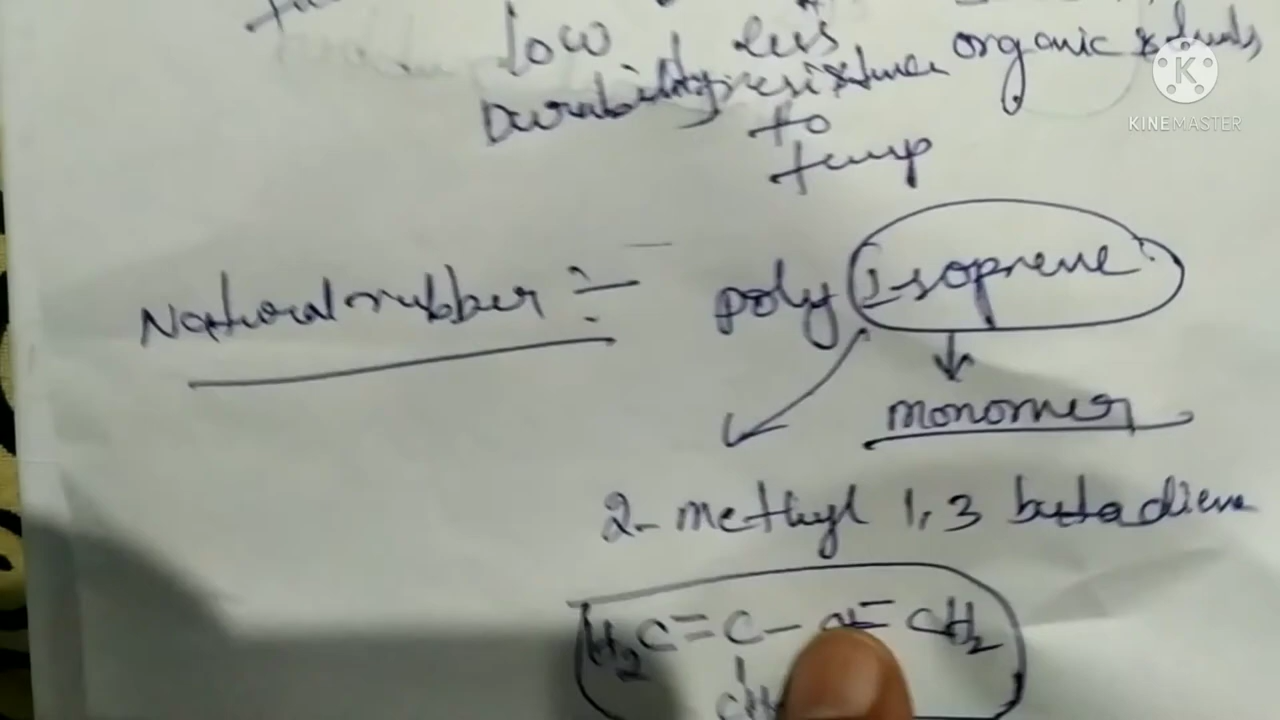 low less organic
Durability resistance
to
temp
Natural rubber :- poly Isoprene
monomer
2- methyl 1,3 butadiene
H2C=C-CH=CH2
KINEMASTER